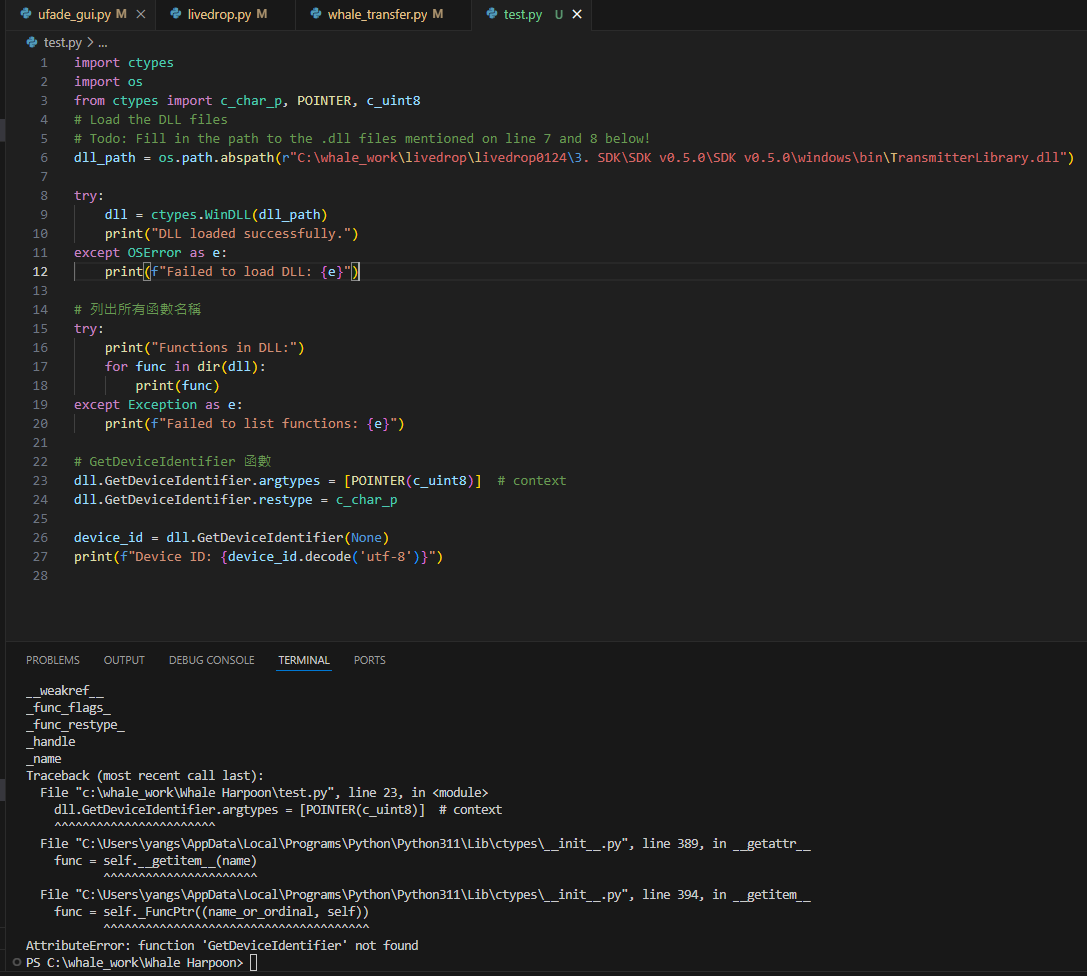 ufade_gui.py M
livedrop.py M
whale_transfer.py M
test.py U
test.py > ...
1 import ctypes
2 import os
3 from ctypes import c_char_p, POINTER, c_uint8
4 # Load the DLL files
5 # Todo: Fill in the path to the .dll files mentioned on line 7 and 8 below!
6 dll_path = os.path.abspath(r"C:\whale_work\livedrop\livedrop0124\3. SDK\SDK v0.5.0\SDK v0.5.0\windows\bin\TransmitterLibrary.dll")
7
8 try:
9     dll = ctypes.WinDLL(dll_path)
10     print("DLL loaded successfully.")
11 except OSError as e:
12     print(f"Failed to load DLL: {e}")
13
14 # 列出所有函數名稱
15 try:
16     print("Functions in DLL:")
17     for func in dir(dll):
18         print(func)
19 except Exception as e:
20     print(f"Failed to list functions: {e}")
21
22 # GetDeviceIdentifier 函數
23 dll.GetDeviceIdentifier.argtypes = [POINTER(c_uint8)]  # context
24 dll.GetDeviceIdentifier.restype = c_char_p
25
26 device_id = dll.GetDeviceIdentifier(None)
27 print(f"Device ID: {device_id.decode('utf-8')}")
28
PROBLEMS OUTPUT DEBUG CONSOLE TERMINAL PORTS
__weakref__
_func_flags_
_func_restype_
_handle
_name
Traceback (most recent call last):
  File "c:\whale_work\Whale Harpoon\test.py", line 23, in <module>
    dll.GetDeviceIdentifier.argtypes = [POINTER(c_uint8)]  # context
    ^^^^^^^^^^^^^^^^^^^^^^^
  File "C:\Users\yangs\AppData\Local\Programs\Python\Python311\Lib\ctypes\__init__.py", line 389, in __getattr__
    func = self.__getitem__(name)
           ^^^^^^^^^^^^^^^^^^^^^^
  File "C:\Users\yangs\AppData\Local\Programs\Python\Python311\Lib\ctypes\__init__.py", line 394, in __getitem__
    func = self._FuncPtr((name_or_ordinal, self))
           ^^^^^^^^^^^^^^^^^^^^^^^^^^^^^^^^^^^^^^
AttributeError: function 'GetDeviceIdentifier' not found
PS C:\whale_work\Whale Harpoon>